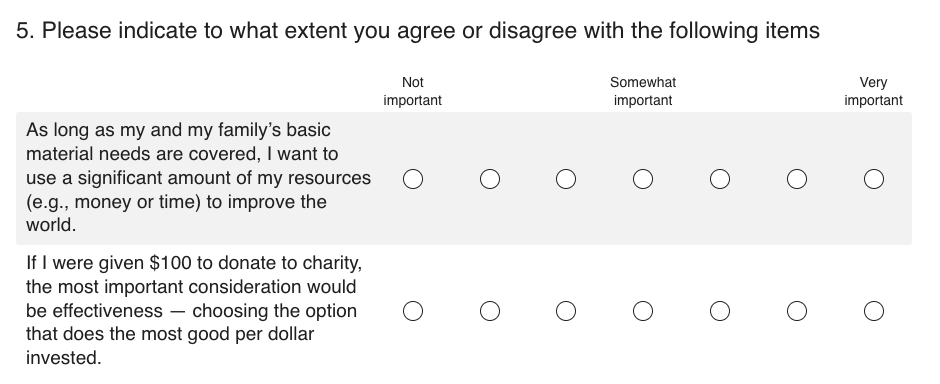 5. Please indicate to what extent you agree or disagree with the following items
Not important
Somewhat important
Very important
As long as my and my family’s basic
material needs are covered, I want to
use a significant amount of my resources
(e.g., money or time) to improve the
world.
If I were given $100 to donate to charity,
the most important consideration would
be effectiveness — choosing the option
that does the most good per dollar
invested.